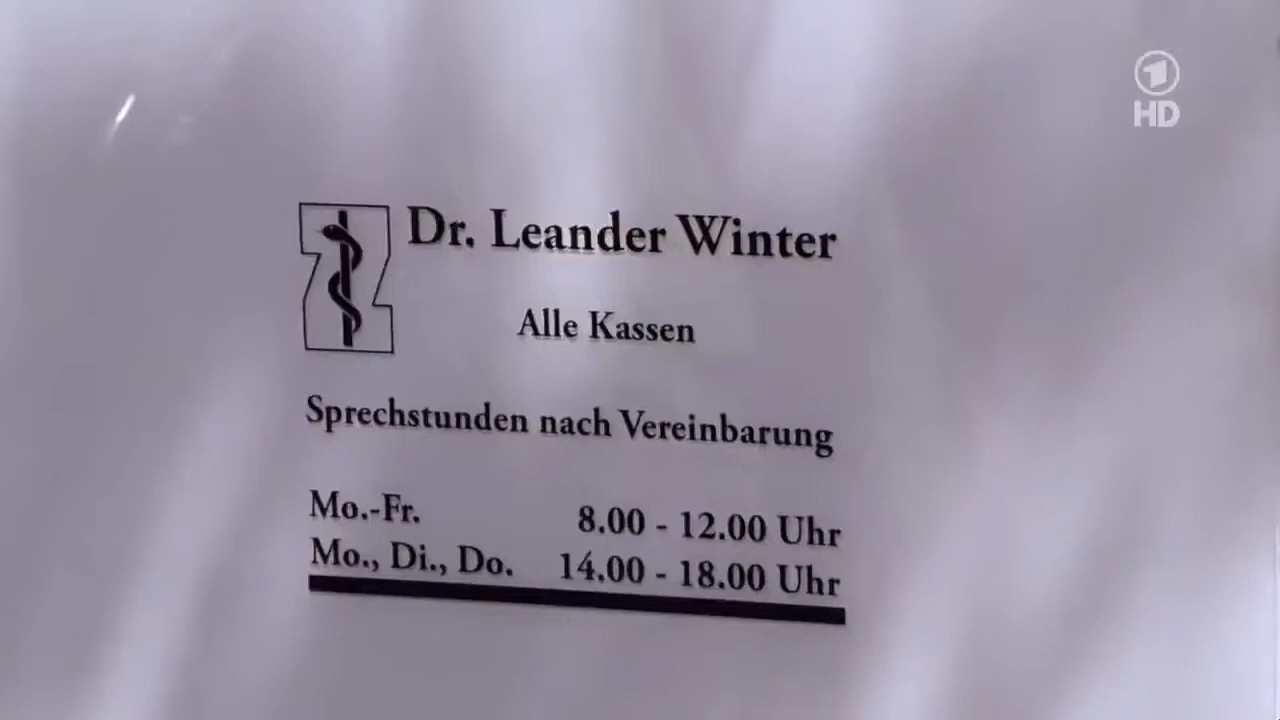 1
HD
Dr. Leander Winter
Alle Kassen
Sprechstunden nach Vereinbarung
Mo.-Fr. 8.00 - 12.00 Uhr
Mo., Di., Do. 14.00 - 18.00 Uhr